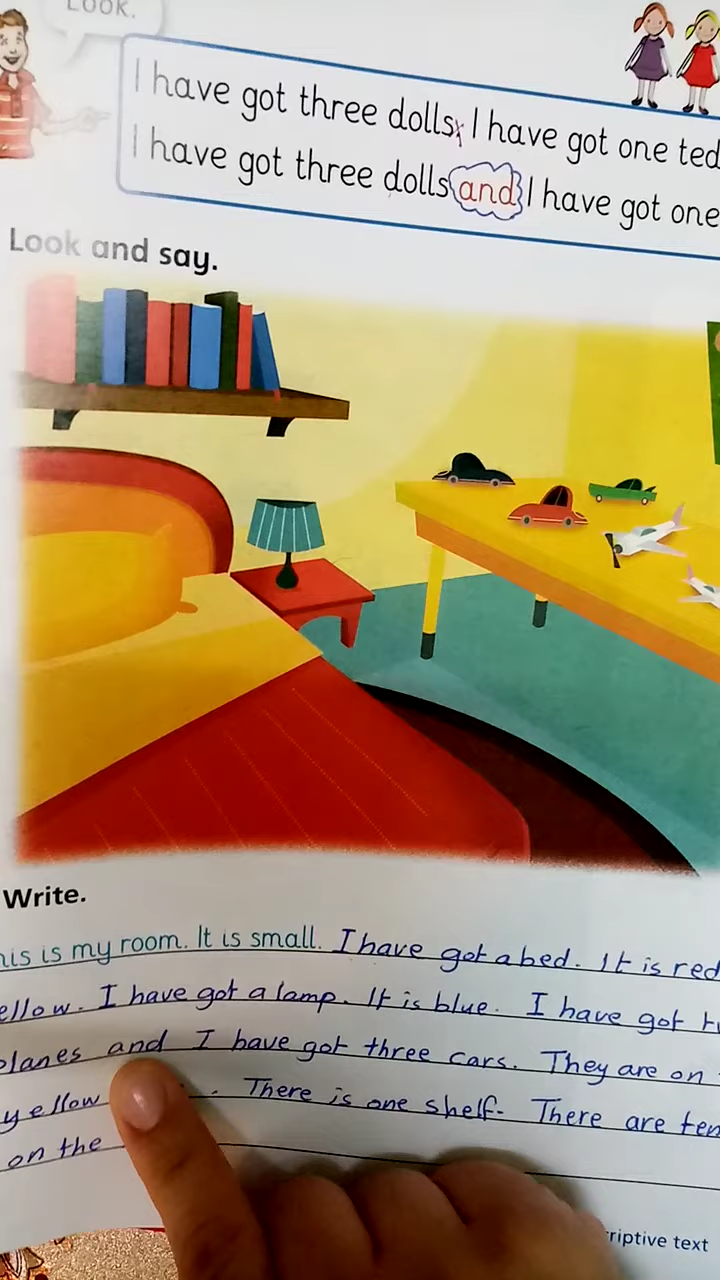 LOOK.
I have got three dolls, I have got one ted
I have got three dolls and I have got one
Look and say.
Write.
his is my room. It is small. I have got a bed. It is red
ellow. I have got a lamp. It is blue. I have got
planes and I have got three cars. They are on
yellow . There is one shelf. There are ten
on the
riptive text